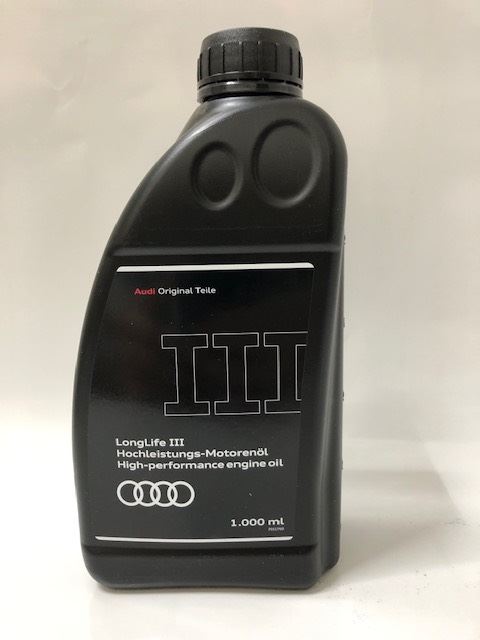 Audi Original Teile
III
LongLife III
Hochleistungs-Motorenöl
High-performance engine oil
1.000 ml